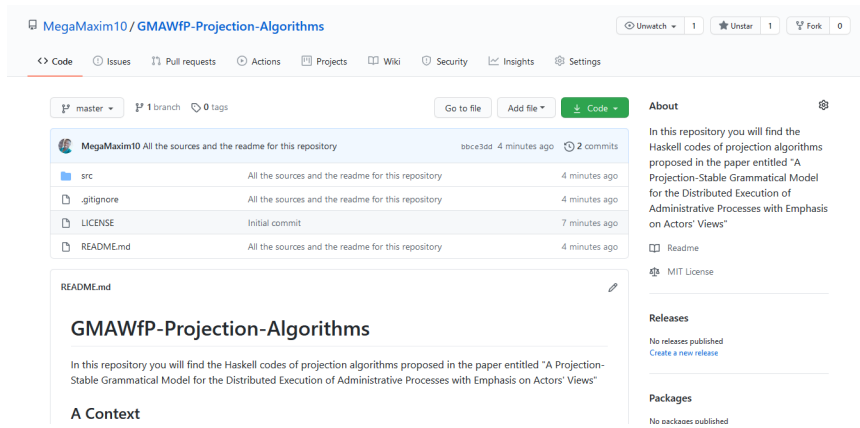 MegaMaxim10 / GMAWfP-Projection-Algorithms
Unwatch 1 Unstar 1 Fork 0
Code Issues Pull requests Actions Projects Wiki Security Insights Settings
master 1 branch 0 tags Go to file Add file Code
MegaMaxim10 All the sources and the readme for this repository bbce3dd 4 minutes ago 2 commits
src All the sources and the readme for this repository 4 minutes ago
.gitignore All the sources and the readme for this repository 4 minutes ago
LICENSE Initial commit 7 minutes ago
README.md All the sources and the readme for this repository 4 minutes ago
README.md
GMAWfP-Projection-Algorithms
In this repository you will find the Haskell codes of projection algorithms proposed in the paper entitled "A Projection-
Stable Grammatical Model for the Distributed Execution of Administrative Processes with Emphasis on Actors' Views"
A Context
About
In this repository you will find the
Haskell codes of projection algorithms
proposed in the paper entitled "A
Projection-Stable Grammatical Model
for the Distributed Execution of
Administrative Processes with Emphasis
on Actors' Views"
Readme
MIT License
Releases
No releases published
Create a new release
Packages
No packages published